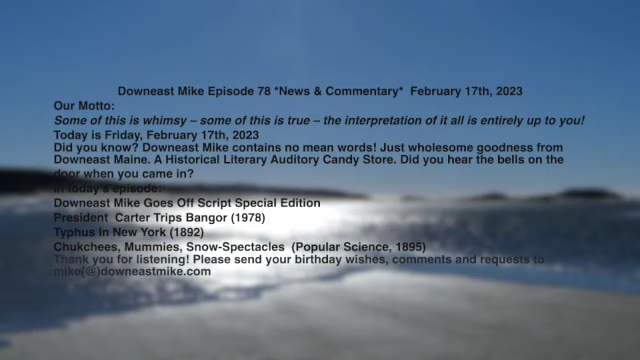 Downeast Mike Episode 78 *News & Commentary*  February 17th, 2023
Our Motto:
Some of this is whimsy – some of this is true – the interpretation of it all is entirely up to you!
Today is Friday, February 17th, 2023
Did you know? Downeast Mike contains no mean words! Just wholesome goodness from
Downeast Maine. A Historical Literary Auditory Candy Store. Did you hear the bells on the
door when you came in?
In today's episode:
Downeast Mike Goes Off Script Special Edition
President  Carter Trips Bangor (1978)
Typhus In New York (1892)
Chukchees, Mummies, Snow-Spectacles  (Popular Science, 1895)
Thank you for listening! Please send your birthday wishes, comments and requests to
mike(@)downeastmike.com